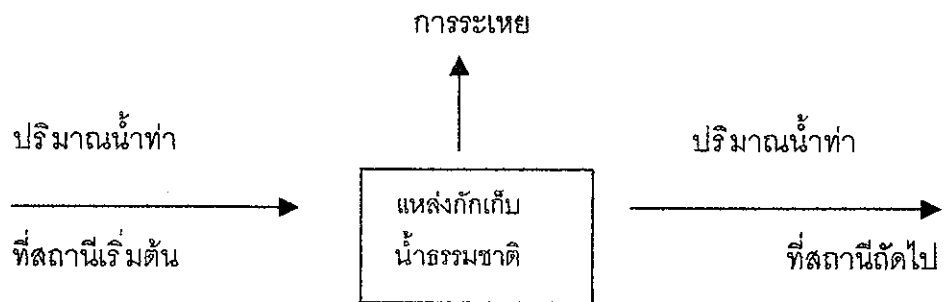 การระเหย
ปริมาณน้ำท่า
ปริมาณน้ำท่า
แหล่งกักเก็บ
น้ำธรรมชาติ
ที่สถานีเริ่มต้น
ที่สถานีถัดไป